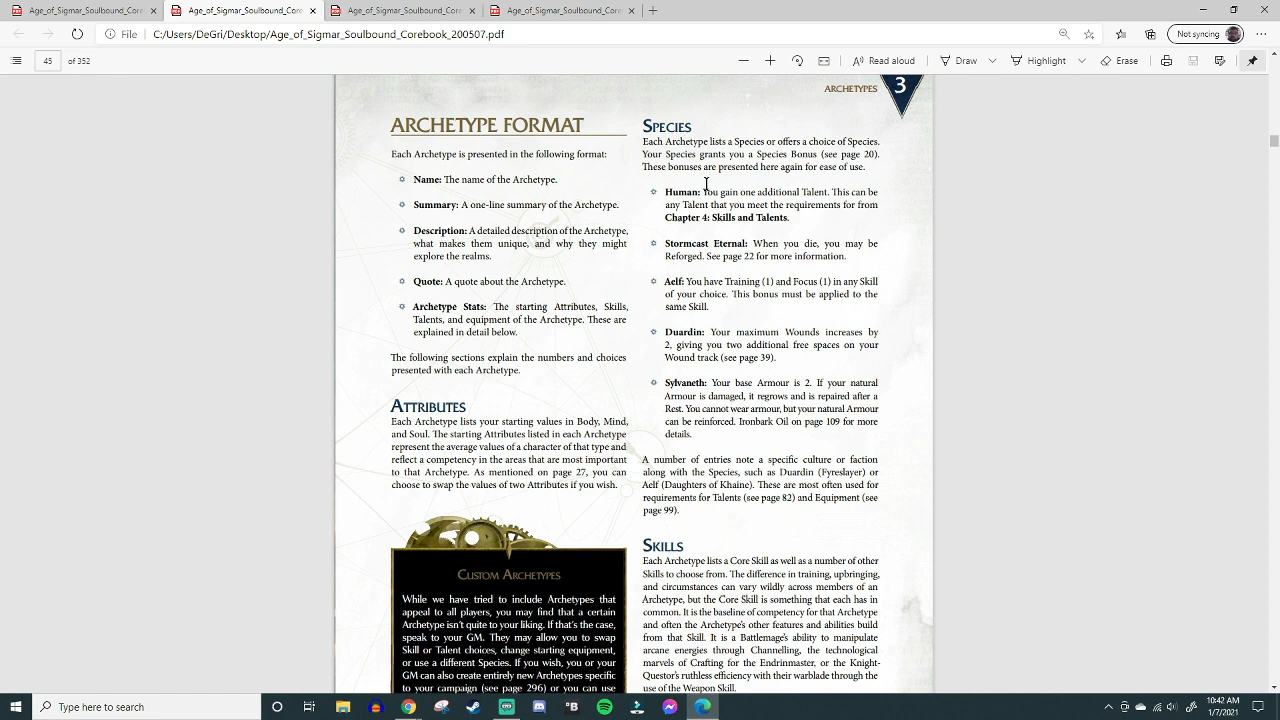 Age_of_Sigmar_Soulbound_Core
Age_of_Sigmar_Soulbound_Core
Age_of_Sigmar_Soulbound_Core
Age_of_Sigmar_Soulbound_Core
File
C:/Users/DeGri/Desktop/Age_of_Sigmar_Soulbound_Corebook_200507.pdf
Not syncing
45 of 352
Read aloud
Draw
Highlight
Erase
ARCHETYPES
3
ARCHETYPE FORMAT
Each Archetype is presented in the following format:
Name: The name of the Archetype.
Summary: A one-line summary of the Archetype.
Description: A detailed description of the Archetype,
what makes them unique, and why they might
explore the realms.
Quote: A quote about the Archetype.
Archetype Stats: The starting Attributes, Skills,
Talents, and equipment of the Archetype. These are
explained in detail below.
The following sections explain the numbers and choices
presented with each Archetype.
ATTRIBUTES
Each Archetype lists your starting values in Body, Mind,
and Soul. The starting Attributes listed in each Archetype
represent the average values of a character of that type and
reflect a competency in the areas that are most important
to that Archetype. As mentioned on page 27, you can
choose to swap the values of two Attributes if you wish.
CUSTOM ARCHETYPES
While we have tried to include Archetypes that
appeal to all players, you may find that a certain
Archetype isn't quite to your liking. If that's the case,
speak to your GM. They may allow you to swap
Skill or Talent choices, change starting equipment,
or use a different Species. If you wish, you or your
GM can also create entirely new Archetypes specific
to your campaign (see page 296) or you can use
SPECIES
Each Archetype lists a Species or offers a choice of Species.
Your Species grants you a Species Bonus (see page 20).
These bonuses are presented here again for ease of use.
Human: You gain one additional Talent. This can be
any Talent that you meet the requirements for from
Chapter 4: Skills and Talents.
Stormcast Eternal: When you die, you may be
Reforged. See page 22 for more information.
Aelf: You have Training (1) and Focus (1) in any Skill
of your choice. This bonus must be applied to the
same Skill.
Duardin: Your maximum Wounds increases by
2, giving you two additional free spaces on your
Wound track (see page 39).
Sylvaneth: Your base Armour is 2. If your natural
Armour is damaged, it regrows and is repaired after a
Rest. You cannot wear armour, but your natural Armour
can be reinforced. Ironbark Oil on page 109 for more
details.
A number of entries note a specific culture or faction
along with the Species, such as Duardin (Fyreslayer) or
Aelf (Daughters of Khaine). These are most often used for
requirements for Talents (see page 82) and Equipment (see
page 99).
SKILLS
Each Archetype lists a Core Skill as well as a number of other
Skills to choose from. The difference in training, upbringing,
and circumstances can vary wildly across members of an
Archetype, but the Core Skill is something that each has in
common. It is the baseline of competency for that Archetype
and often the Archetype's other features and abilities build
from that Skill. It is a Battlemage's ability to manipulate
arcane energies through Channelling, the technological
marvels of Crafting for the Endrinmaster, or the Knight-
Questor's ruthless efficiency with their warblade through the
use of the Weapon Skill.
Type here to search
10:42 AM
1/7/2021